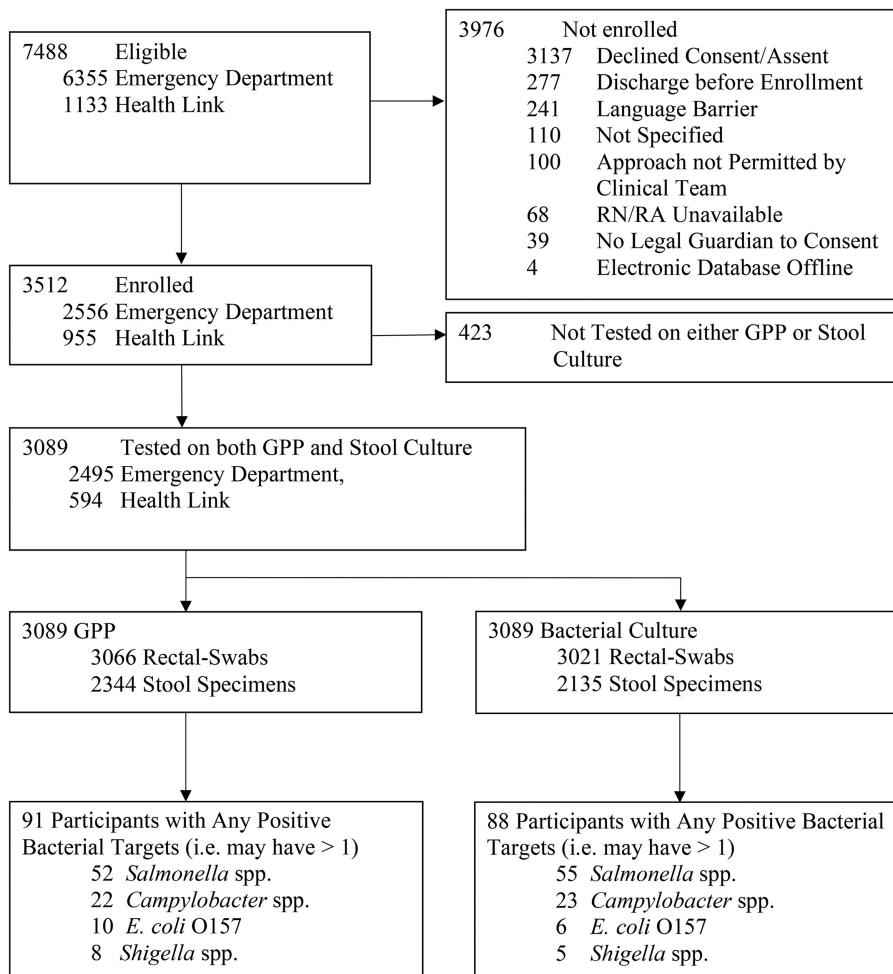 7488 Eligible
6355 Emergency Department
1133 Health Link
3976 Not enrolled
3137 Declined Consent/Assent
277 Discharge before Enrollment
241 Language Barrier
110 Not Specified
100 Approach not Permitted by
Clinical Team
68 RN/RA Unavailable
39 No Legal Guardian to Consent
4 Electronic Database Offline
3512 Enrolled
2556 Emergency Department
955 Health Link
423 Not Tested on either GPP or Stool
Culture
3089 Tested on both GPP and Stool Culture
2495 Emergency Department,
594 Health Link
3089 GPP
3066 Rectal-Swabs
2344 Stool Specimens
3089 Bacterial Culture
3021 Rectal-Swabs
2135 Stool Specimens
91 Participants with Any Positive
Bacterial Targets (i.e. may have > 1)
52 Salmonella spp.
22 Campylobacter spp.
10 E. coli O157
8 Shigella spp.
88 Participants with Any Positive Bacterial
Targets (i.e. may have > 1)
55 Salmonella spp.
23 Campylobacter spp.
6 E. coli O157
5 Shigella spp.